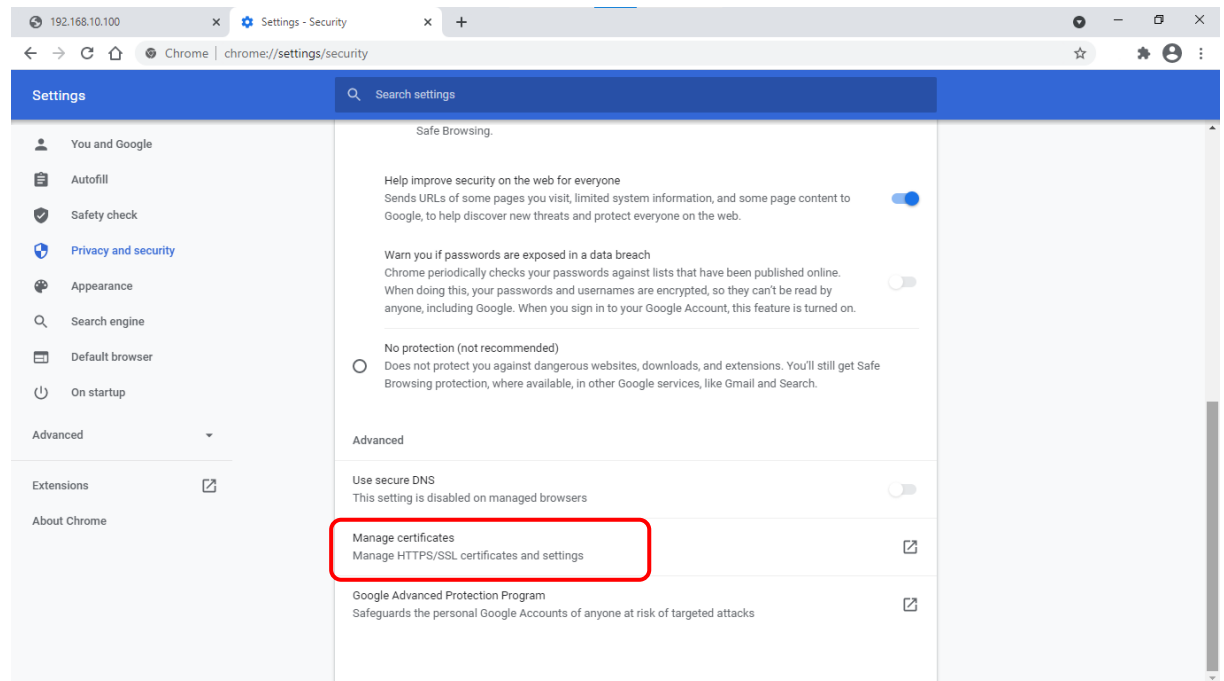 192.168.10.100
Settings - Security
Chrome | chrome://settings/security
Settings
Search settings
You and Google
Autofill
Safety check
Privacy and security
Appearance
Search engine
Default browser
On startup
Advanced
Extensions
About Chrome
Safe Browsing.
Help improve security on the web for everyone
Sends URLs of some pages you visit, limited system information, and some page content to
Google, to help discover new threats and protect everyone on the web.
Warn you if passwords are exposed in a data breach
Chrome periodically checks your passwords against lists that have been published online.
When doing this, your passwords and usernames are encrypted, so they can't be read by
anyone, including Google. When you sign in to your Google Account, this feature is turned on.
No protection (not recommended)
Does not protect you against dangerous websites, downloads, and extensions. You'll still get Safe
Browsing protection, where available, in other Google services, like Gmail and Search.
Advanced
Use secure DNS
This setting is disabled on managed browsers
Manage certificates
Manage HTTPS/SSL certificates and settings
Google Advanced Protection Program
Safeguards the personal Google Accounts of anyone at risk of targeted attacks